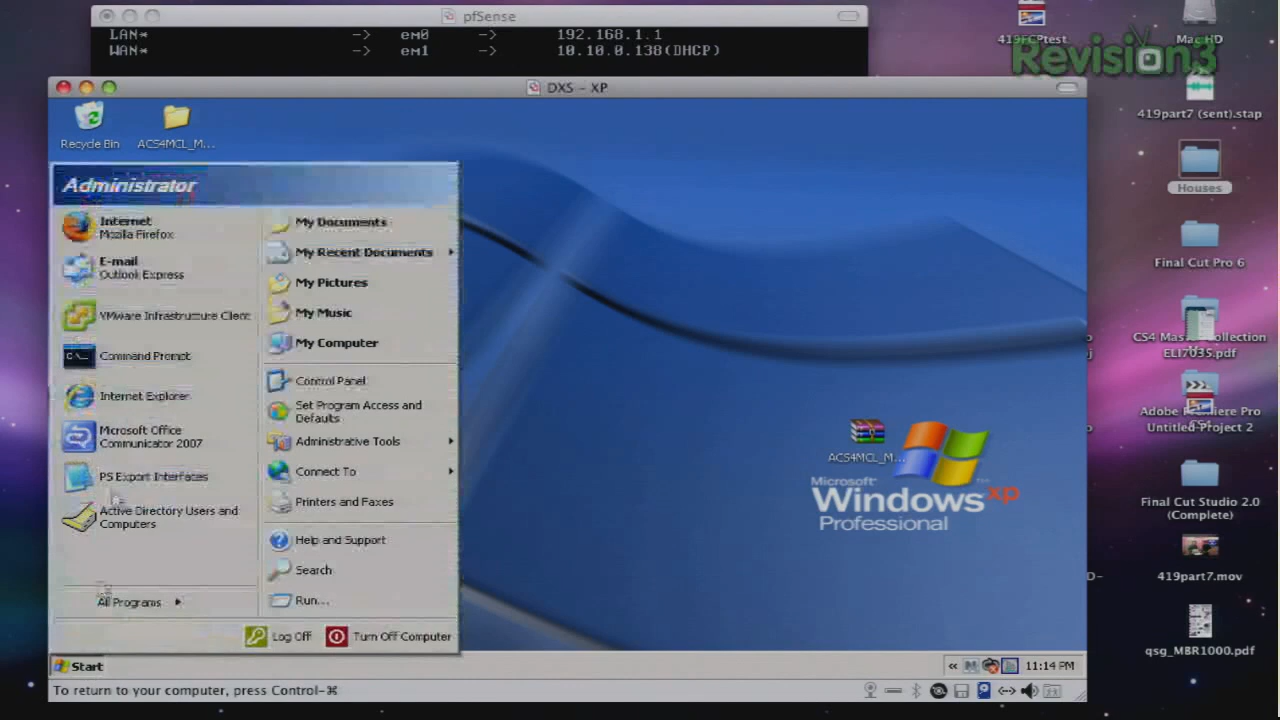 pfSense
LAN* -> em0 -> 192.168.1.1
WAN* -> em1 -> 10.10.0.138(DHCP)
419FCPtest
Mac HD
Revision3
DXS - XP
Recycle Bin
ACS4MCL_M...
419part7 (sent).stap
Administrator
Houses
Internet
Mozilla Firefox
My Documents
E-mail
Outlook Express
My Recent Documents
My Pictures
Final Cut Pro 6
VMware Infrastructure Client
My Music
Command Prompt
My Computer
CS4 Master Collection
ELI7035.pdf
Internet Explorer
Control Panel
Set Program Access and
Defaults
Microsoft Office
Communicator 2007
Administrative Tools
Adobe Premiere Pro
Untitled Project 2
PS Export Interfaces
Connect To
ACS4MCL_M...
Microsoft
Windows xp
Professional
Active Directory Users and
Computers
Printers and Faxes
Final Cut Studio 2.0
(Complete)
Help and Support
Search
419part7.mov
All Programs
Run...
Log Off
Turn Off Computer
qsg_MBR1000.pdf
Start
«
11:14 PM
To return to your computer, press Control-⌘